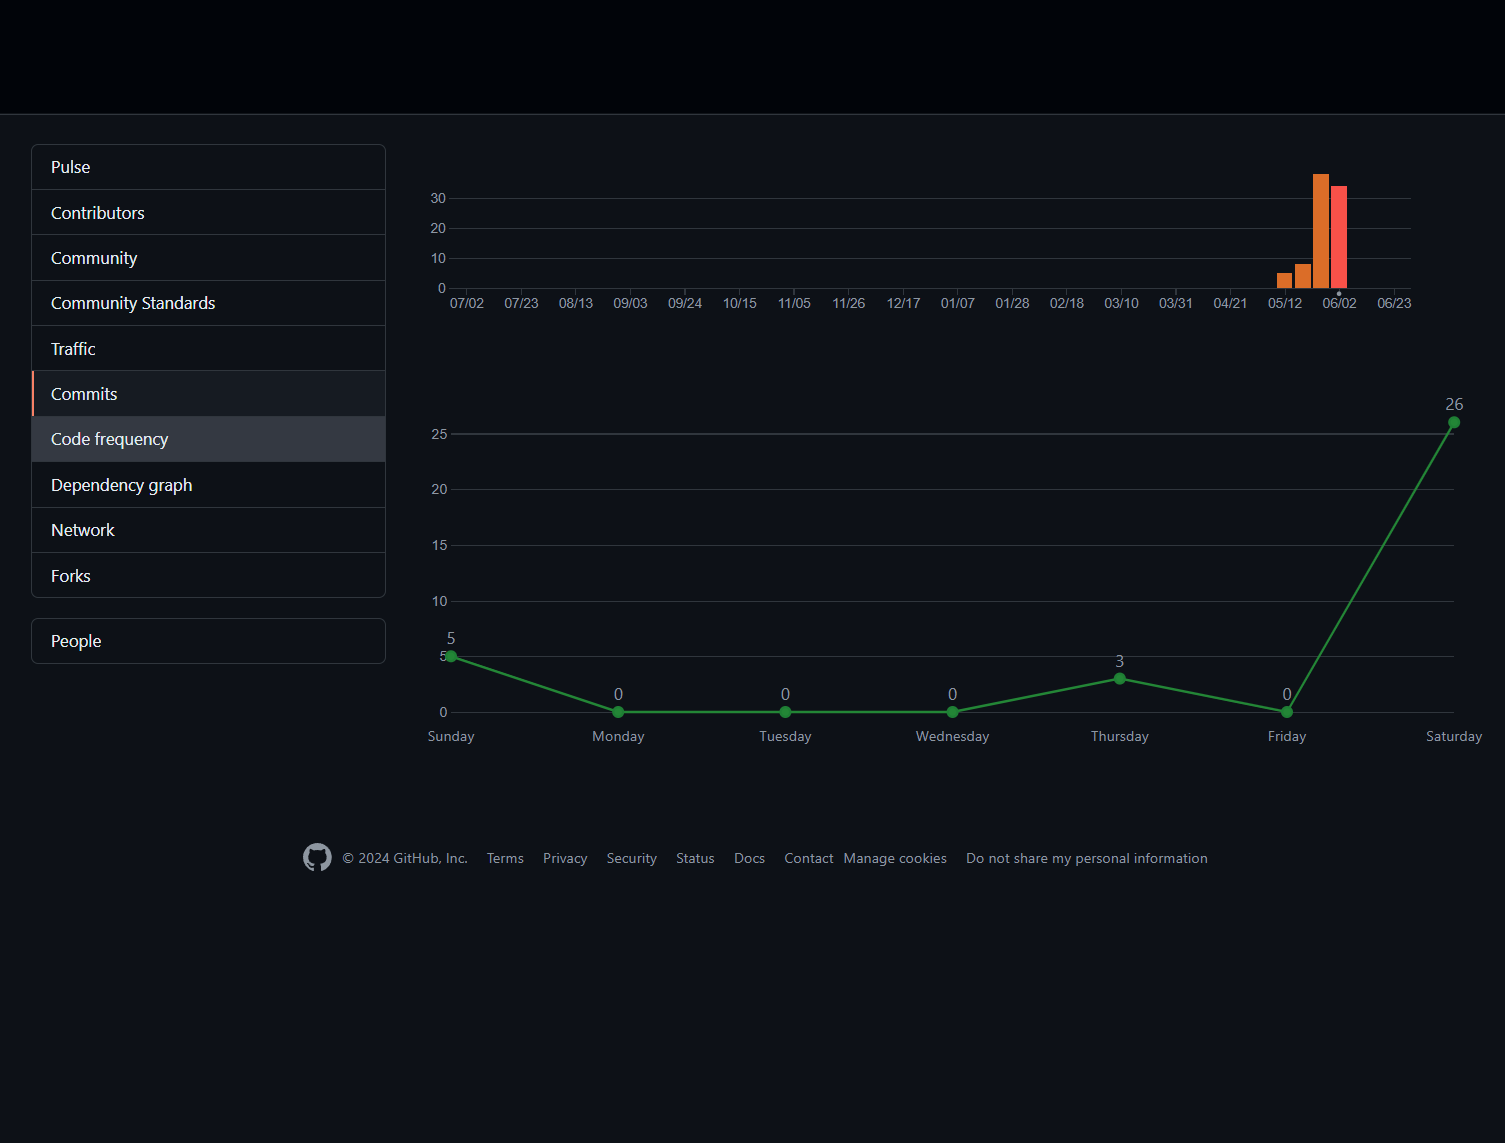 Pulse
Contributors
Community
Community Standards
Traffic
Commits
Code frequency
Dependency graph
Network
Forks
People
30
20
10
0
07/02 07/23 08/13 09/03 09/24 10/15 11/05 11/26 12/17 01/07 01/28 02/18 03/10 03/31 04/21 05/12 06/02 06/23
26
25
20
15
10
5
5
3
0 0 0 0
0
Sunday Monday Tuesday Wednesday Thursday Friday Saturday
© 2024 GitHub, Inc. Terms Privacy Security Status Docs Contact Manage cookies Do not share my personal information